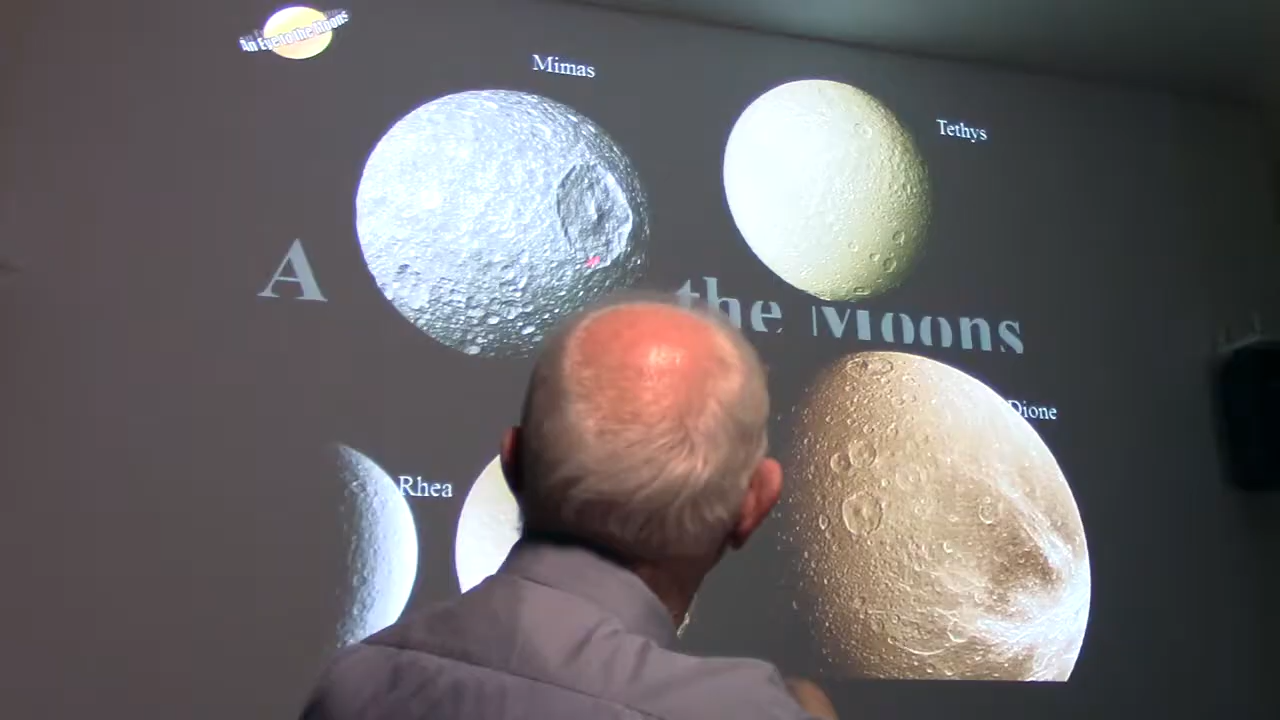 An Eye to the Moons
Mimas
Tethys
A the Moons
Dione
Rhea